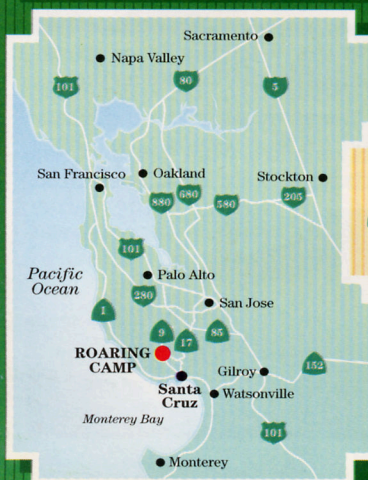 Sacramento
Napa Valley
101
80
5
San Francisco
Oakland
Stockton
880
680
580
205
101
Palo Alto
Pacific
Ocean
280
San Jose
1
9
17
85
ROARING
CAMP
Gilroy
152
Santa
Cruz
Watsonville
Monterey Bay
101
Monterey